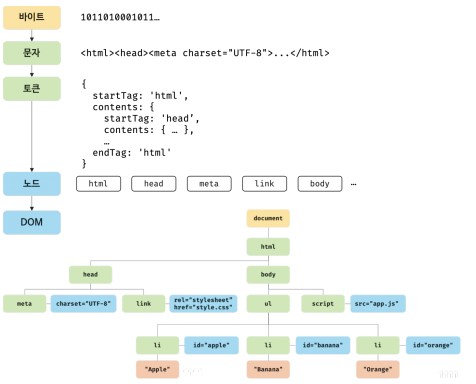 바이트 1011010001011…
문자 <html><head><meta charset="UTF-8">...</html>
토큰
{
startTag: 'html',
contents: {
startTag: 'head',
contents: { … },
…
endTag: 'html'
}
노드 html head meta link body …
DOM
document
html
head body
meta charset="UTF-8" link rel="stylesheet" href="style.css" ul script src="app.js"
li id="apple" li id="banana" li id="orange"
"Apple" "Banana" "Orange"